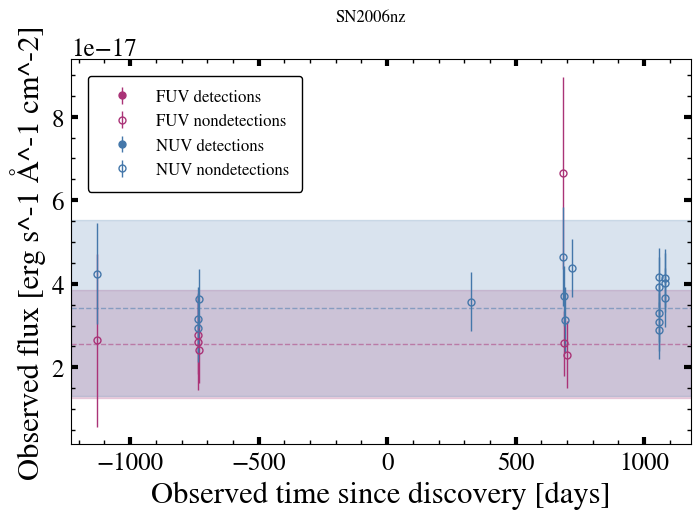 SN2006nz
1e−17
Observed flux [erg s^-1 Å^-1 cm^-2]
8
6
4
2
FUV detections
FUV nondetections
NUV detections
NUV nondetections
−1000 −500 0 500 1000
Observed time since discovery [days]